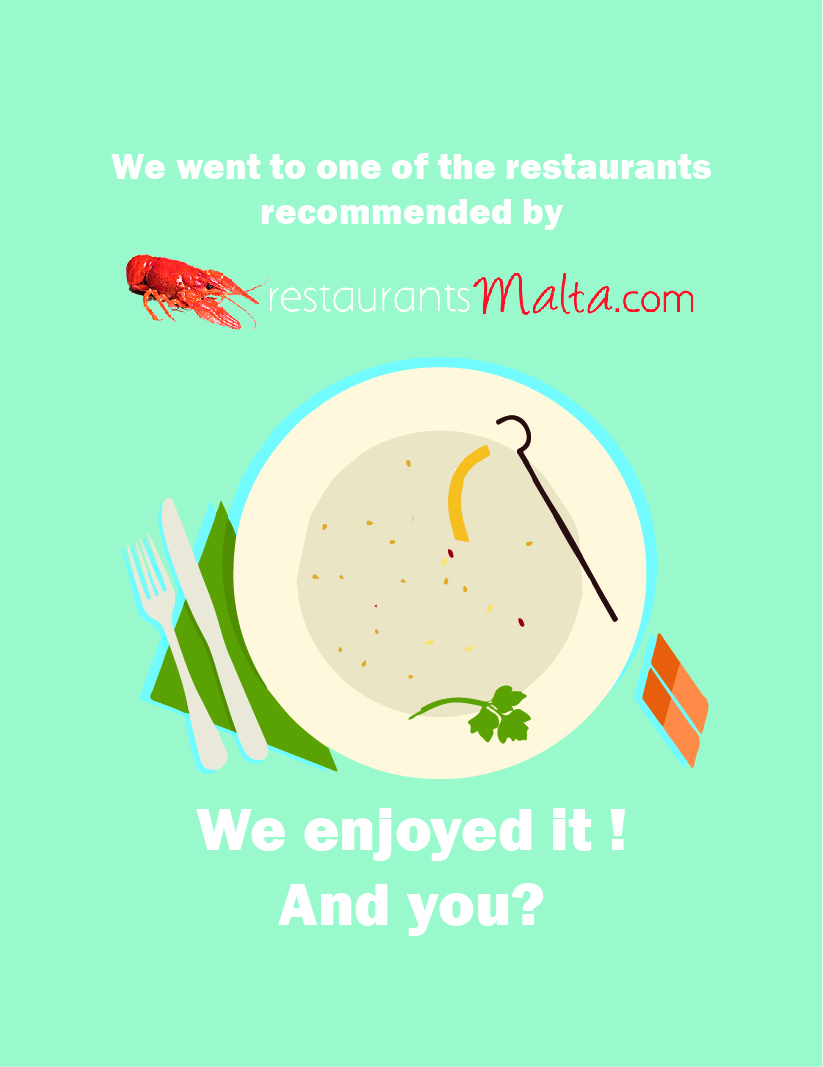 We went to one of the restaurants
recommended by
restaurantsMalta.com
We enjoyed it !
And you?